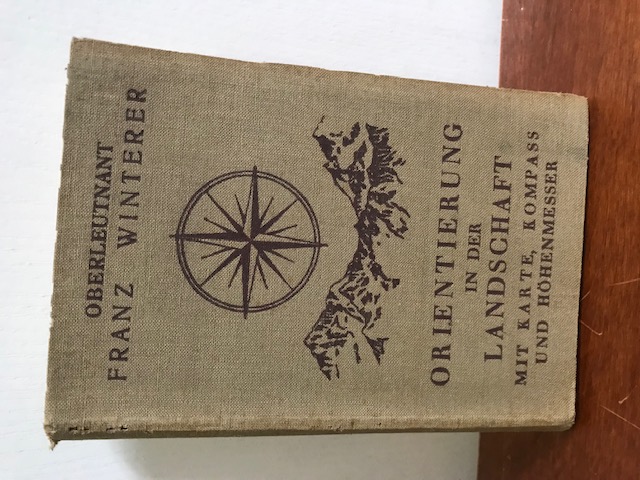 OBERLEUTNANT
FRANZ WINTERER
ORIENTIERUNG
IN DER
LANDSCHAFT
MIT KARTE, KOMPASS
UND HÖHENMESSER